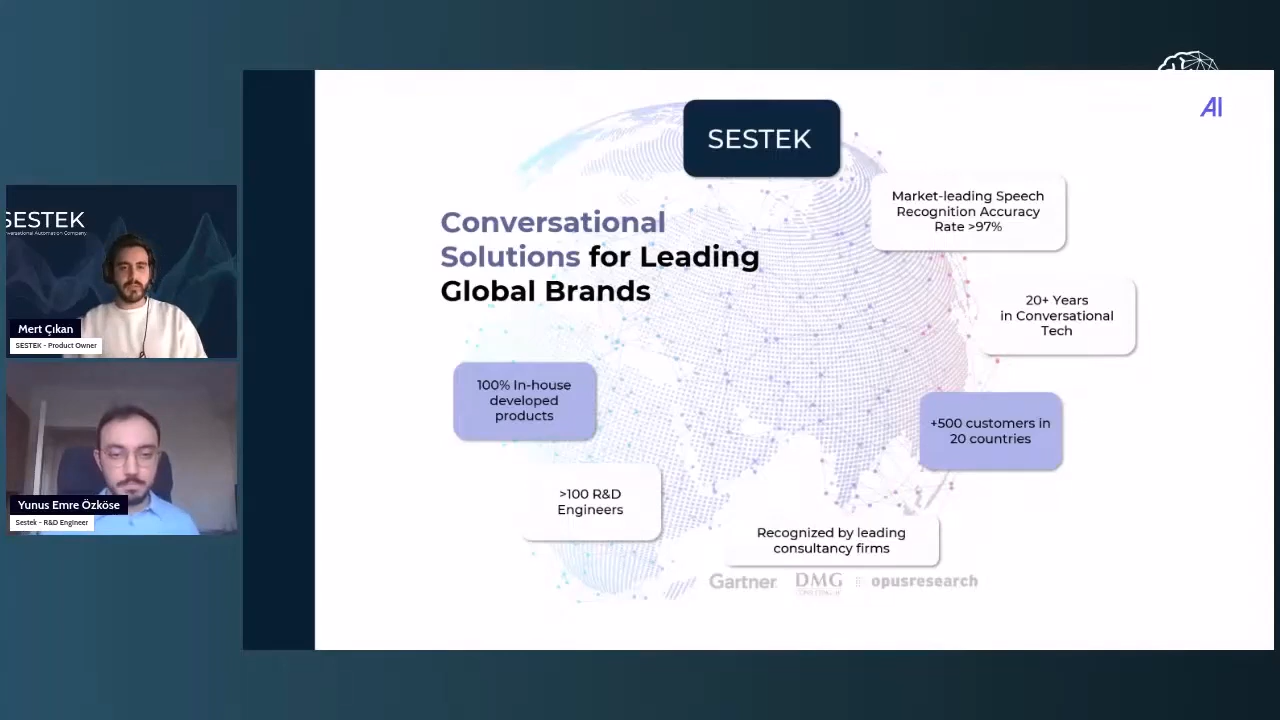 AI
SESTEK
Market-leading Speech
Recognition Accuracy
Rate >97%
Conversational
Solutions for Leading
Global Brands
20+ Years
in Conversational
Tech
100% In-house
developed
products
+500 customers in
20 countries
>100 R&D
Engineers
Recognized by leading
consultancy firms
Gartner
DMG
opusresearch
SESTEK
Mert Çıkan
SESTEK - Product Owner
Yunus Emre Özköse
Sestek - R&D Engineer